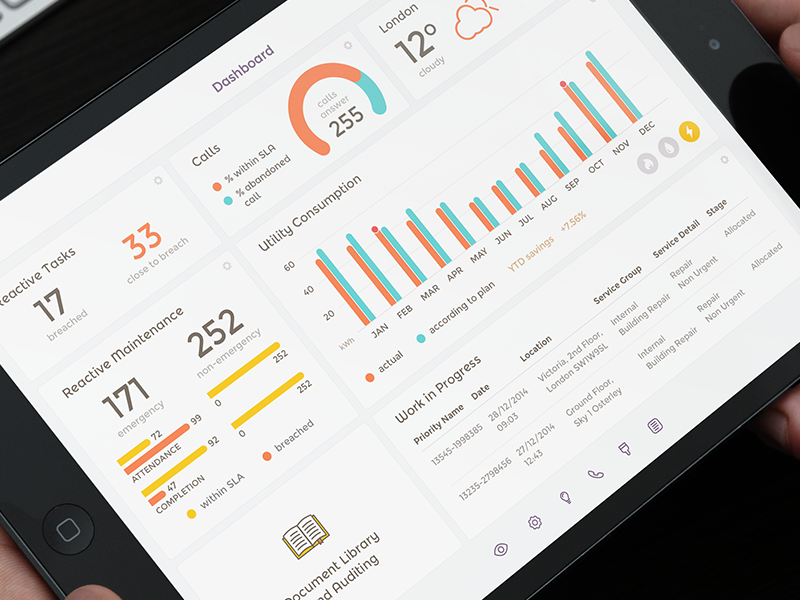 Dashboard
Reactive Tasks
17
breached
33
close to breach
Calls
% within SLA
% abandoned
call
calls
answer
255
London
12°
cloudy
Reactive Maintenance
171
emergency
252
non-emergency
72
99
ATTENDANCE
92
47
COMPLETION
252
0
252
0
within SLA
breached
Utility Consumption
60
40
20
kWh
JAN
FEB
MAR
APR
MAY
JUN
JUL
AUG
SEP
OCT
NOV
DEC
actual
according to plan
YTD savings +7.56%
Work in Progress
Priority Name Date Location Service Group Service Detail Stage
13545-1998385 28/12/2014
09:03
Victoria, 2nd Floor,
London SW1W9SL
Internal
Building Repair
Repair
Non Urgent
Allocated
13235-2798456 27/12/2014
12:43
Ground Floor,
Sky 1 Osterley
Internal
Building Repair
Repair
Non Urgent
Allocated
Document Library
and Auditing